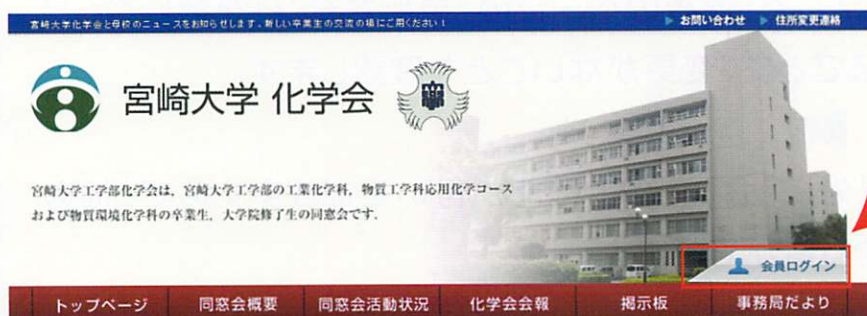 宮崎大学化学会と母校のニュースをお知らせします。新しい卒業生の交流の場にご用ください！
お問い合わせ
住所変更連絡
宮崎大学 化学会
宮崎大学工学部化学会は，宮崎大学工学部の工業化学科，物質工学科応用化学コース
および物質環境化学科の卒業生，大学院修了生の同窓会です．
会員ログイン
トップページ 同窓会概要 同窓会活動状況 化学会会報 掲示板 事務局だより